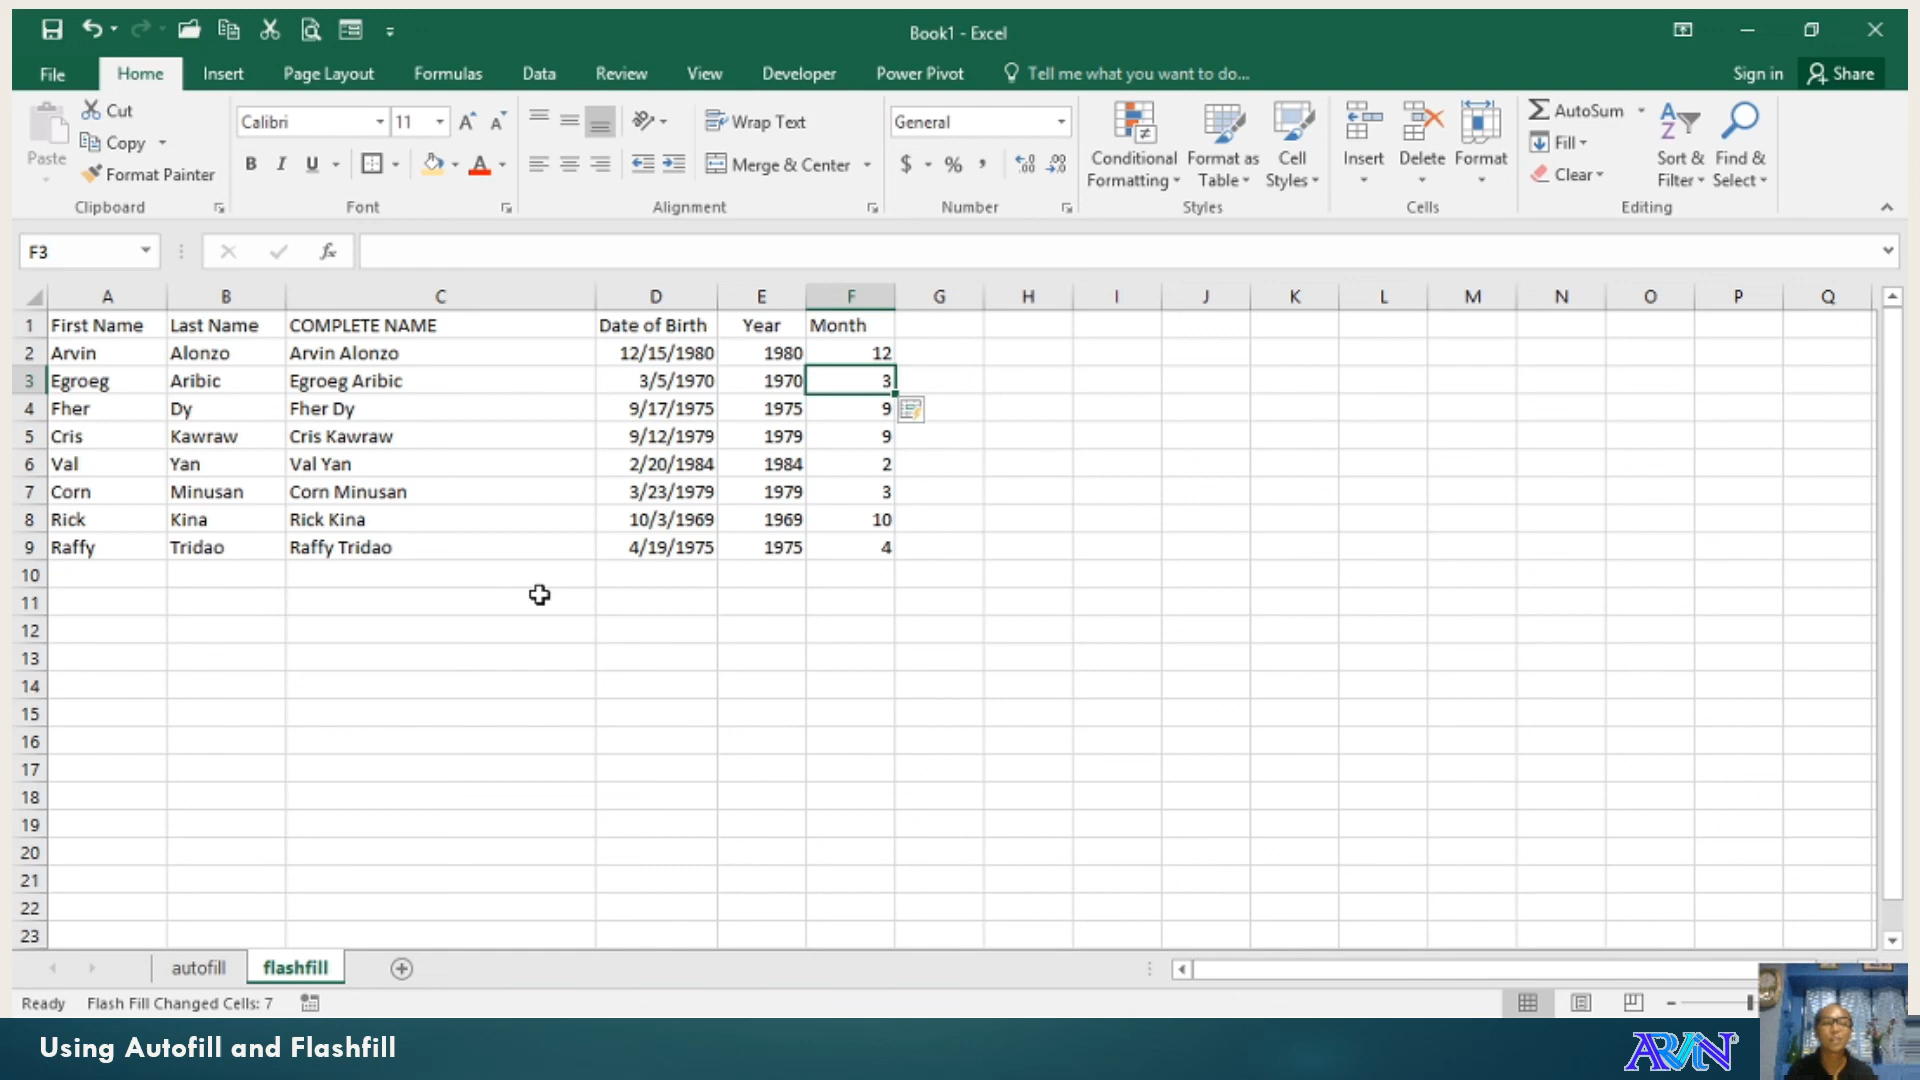 Book1 - Excel
File Home Insert Page Layout Formulas Data Review View Developer Power Pivot Tell me what you want to do... Sign in Share
Paste Cut Copy Format Painter
Clipboard
Calibri 11
B I U A
Font
Wrap Text
Merge & Center
Alignment
General
$ % ,
Number
Conditional Formatting Format as Table Cell Styles
Styles
Insert Delete Format
Cells
AutoSum
Fill
Clear
Sort & Filter Find & Select
Editing
F3 fx
A B C D E F G H I J K L M N O P Q
1 First Name Last Name COMPLETE NAME Date of Birth Year Month
2 Arvin Alonzo Arvin Alonzo 12/15/1980 1980 12
3 Egroeg Aribic Egroeg Aribic 3/5/1970 1970 3
4 Fher Dy Fher Dy 9/17/1975 1975 9
5 Cris Kawraw Cris Kawraw 9/12/1979 1979 9
6 Val Yan Val Yan 2/20/1984 1984 2
7 Corn Minusan Corn Minusan 3/23/1979 1979 3
8 Rick Kina Rick Kina 10/3/1969 1969 10
9 Raffy Tridao Raffy Tridao 4/19/1975 1975 4
10
11
12
13
14
15
16
17
18
19
20
21
22
23
autofill flashfill
Ready Flash Fill Changed Cells: 7
Using Autofill and Flashfill
ARVIN